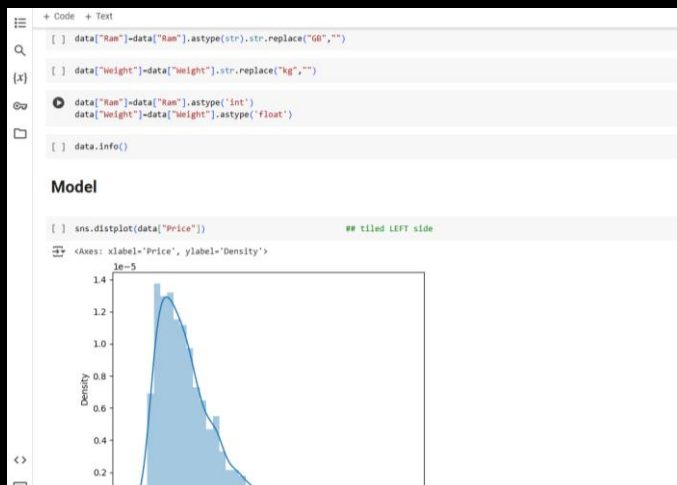 + Code + Text
[ ] data["Ram"]=data["Ram"].astype(str).str.replace("GB","")
[ ] data["Weight"]=data["Weight"].str.replace("kg","")
{x}
data["Ram"]=data["Ram"].astype('int')
data["Weight"]=data["Weight"].astype('float')
[ ] data.info()
Model
[ ] sns.distplot(data["Price"]) ## tiled LEFT side
<Axes: xlabel='Price', ylabel='Density'>
1e-5
1.4
1.2
1.0
0.8
Density
0.6
0.4
<>
0.2